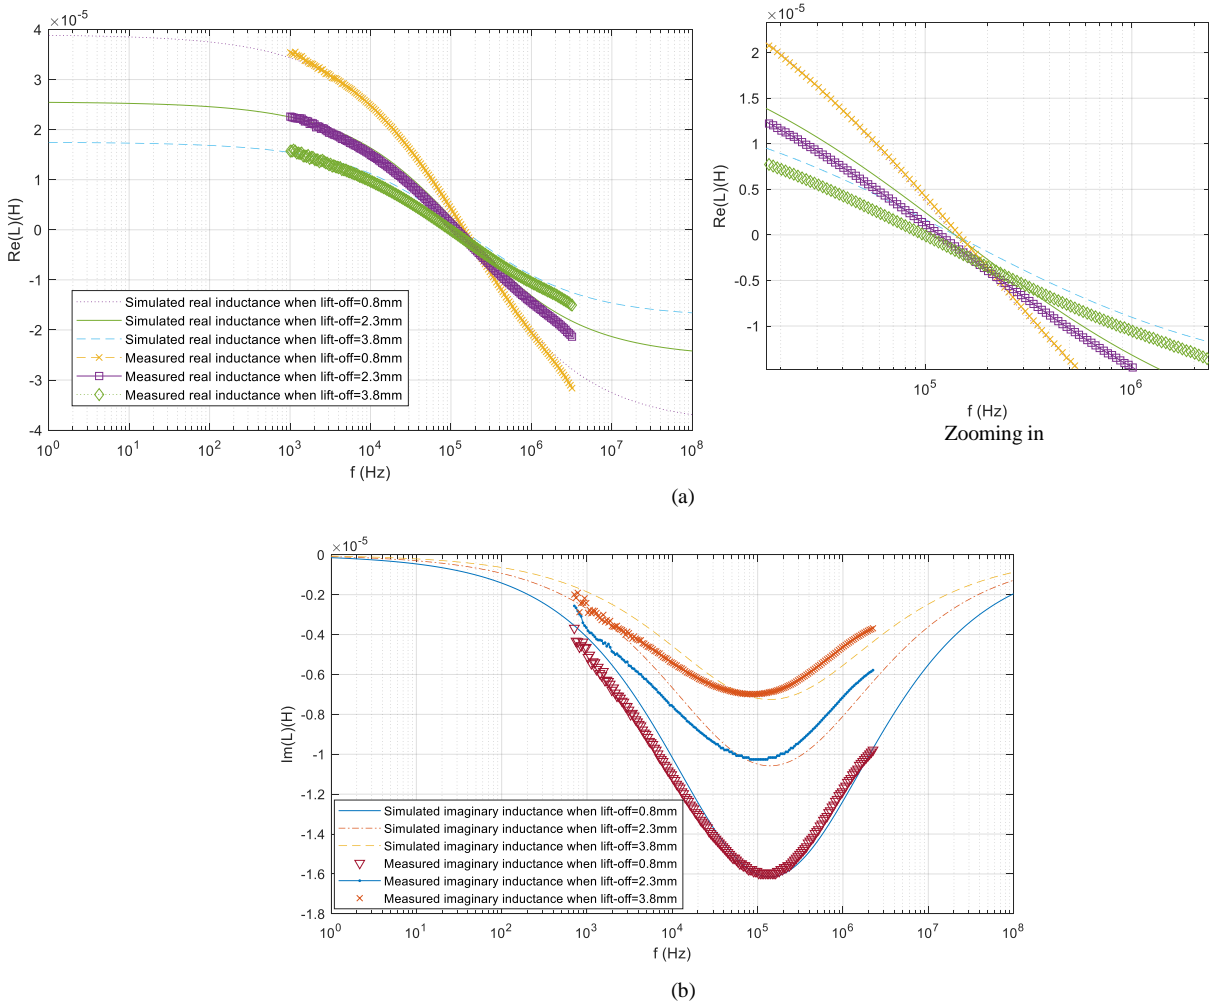 ×10⁻⁵
4
3
2
1
0
-1
-2
-3
-4
Re(L)(H)
Simulated real inductance when lift-off=0.8mm
Simulated real inductance when lift-off=2.3mm
Simulated real inductance when lift-off=3.8mm
Measured real inductance when lift-off=0.8mm
Measured real inductance when lift-off=2.3mm
Measured real inductance when lift-off=3.8mm
10⁰ 10¹ 10² 10³ 10⁴ 10⁵ 10⁶ 10⁷ 10⁸
f (Hz)
×10⁻⁵
2
1.5
1
0.5
0
-0.5
-1
Re(L)(H)
10⁵ 10⁶
f (Hz)
Zooming in
(a)
×10⁻⁵
0
-0.2
-0.4
-0.6
-0.8
-1
-1.2
-1.4
-1.6
-1.8
Im(L)(H)
Simulated imaginary inductance when lift-off=0.8mm
Simulated imaginary inductance when lift-off=2.3mm
Simulated imaginary inductance when lift-off=3.8mm
Measured imaginary inductance when lift-off=0.8mm
Measured imaginary inductance when lift-off=2.3mm
Measured imaginary inductance when lift-off=3.8mm
10⁰ 10¹ 10² 10³ 10⁴ 10⁵ 10⁶ 10⁷ 10⁸
f (Hz)
(b)